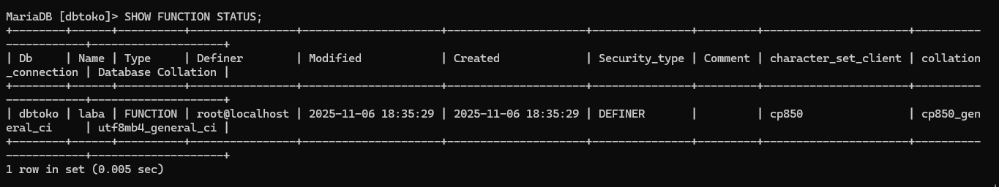 MariaDB [dbtoko]> SHOW FUNCTION STATUS;
+--------+------+----------+----------------+---------------------+---------------------+---------------+---------+----------------------+----------
------------+--------------------+
| Db     | Name | Type     | Definer        | Modified            | Created             | Security_type | Comment | character_set_client | collation
_connection | Database Collation |
+--------+------+----------+----------------+---------------------+---------------------+---------------+---------+----------------------+----------
------------+--------------------+
| dbtoko | laba | FUNCTION | root@localhost | 2025-11-06 18:35:29 | 2025-11-06 18:35:29 | DEFINER       |         | cp850                | cp850_gen
eral_ci     | utf8mb4_general_ci |
+--------+------+----------+----------------+---------------------+---------------------+---------------+---------+----------------------+----------
------------+--------------------+
1 row in set (0.005 sec)